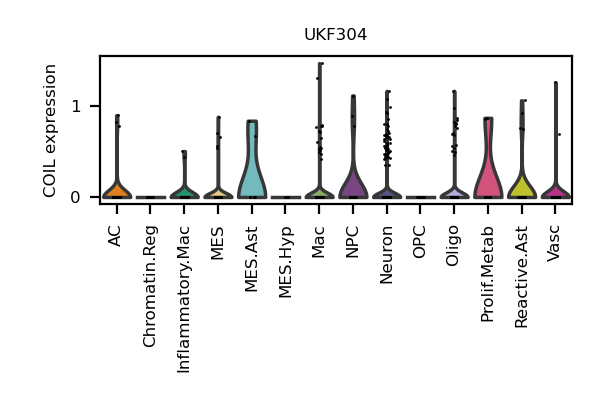 UKF304
COIL expression
1
0
AC
Chromatin.Reg
Inflammatory.Mac
MES
MES.Ast
MES.Hyp
Mac
NPC
Neuron
OPC
Oligo
Prolif.Metab
Reactive.Ast
Vasc